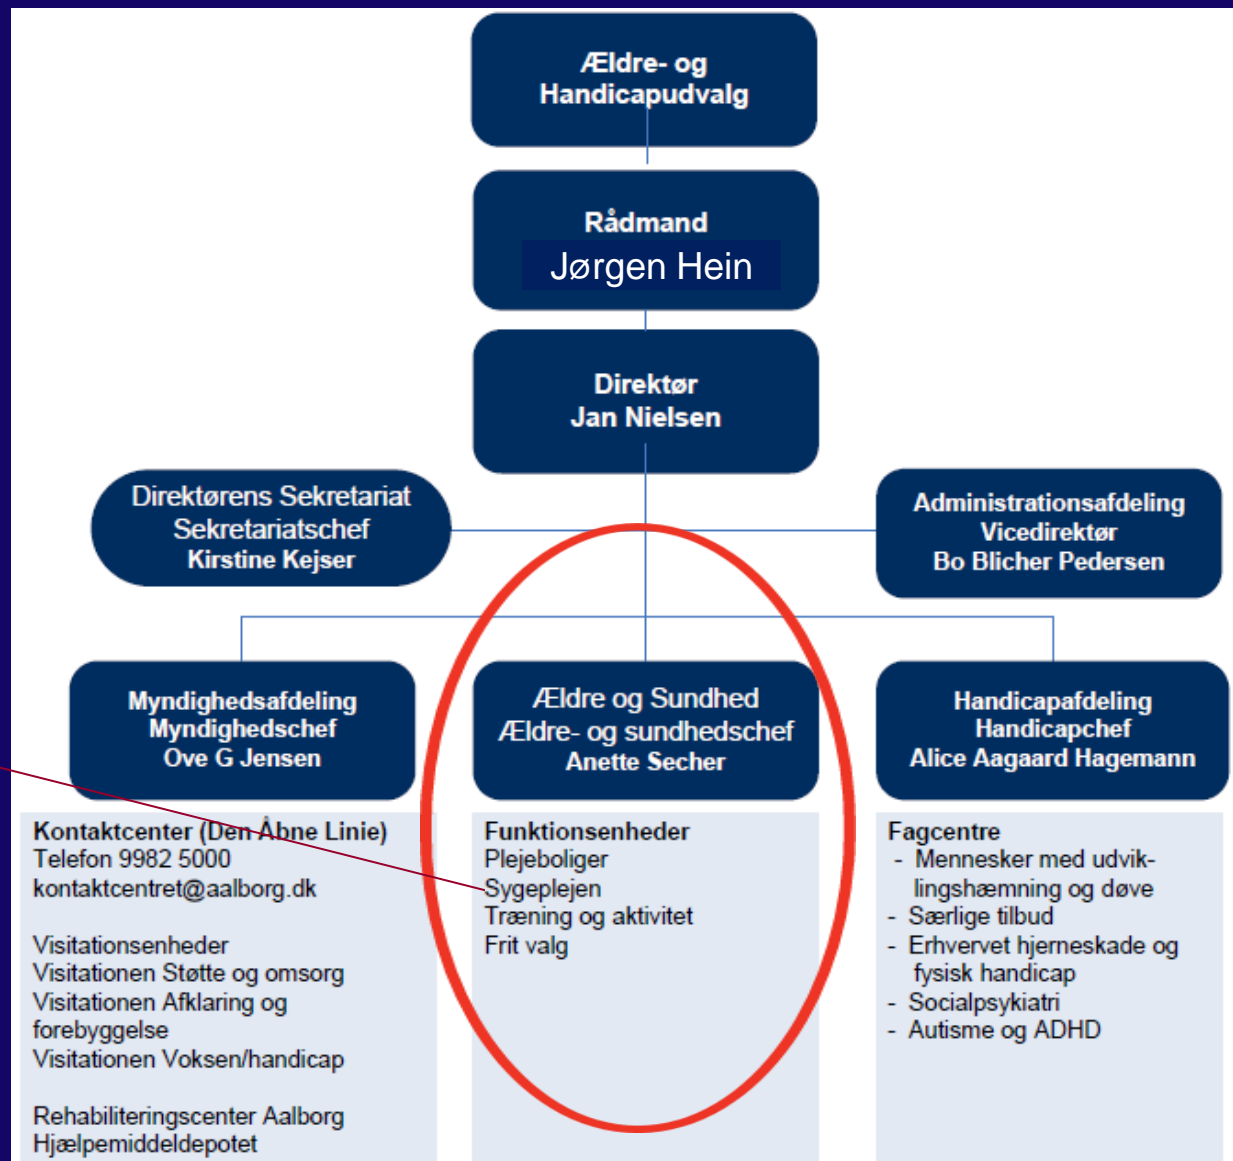 Ældre- og
Handicapudvalg
Rådmand
Jørgen Hein
Direktør
Jan Nielsen
Direktørens Sekretariat
Sekretariatschef
Kirstine Kejser
Administrationsafdeling
Vicedirektør
Bo Blicher Pedersen
Myndighedsafdeling
Myndighedschef
Ove G Jensen
Ældre og Sundhed
Ældre- og sundhedschef
Anette Secher
Handicapafdeling
Handicapchef
Alice Aagaard Hagemann
Kontaktcenter (Den Åbne Linie)
Telefon 9982 5000
kontaktcentret@aalborg.dk
Visitationsenheder
Visitationen Støtte og omsorg
Visitationen Afklaring og
forebyggelse
Visitationen Voksen/handicap
Rehabiliteringscenter Aalborg
Hjælpemiddeldepotet
Funktionsenheder
Plejeboliger
Sygeplejen
Træning og aktivitet
Frit valg
Fagcentre
- Mennesker med udvik-
lingshæmning og døve
- Særlige tilbud
- Erhvervet hjerneskade og
fysisk handicap
- Socialpsykiatri
- Autisme og ADHD